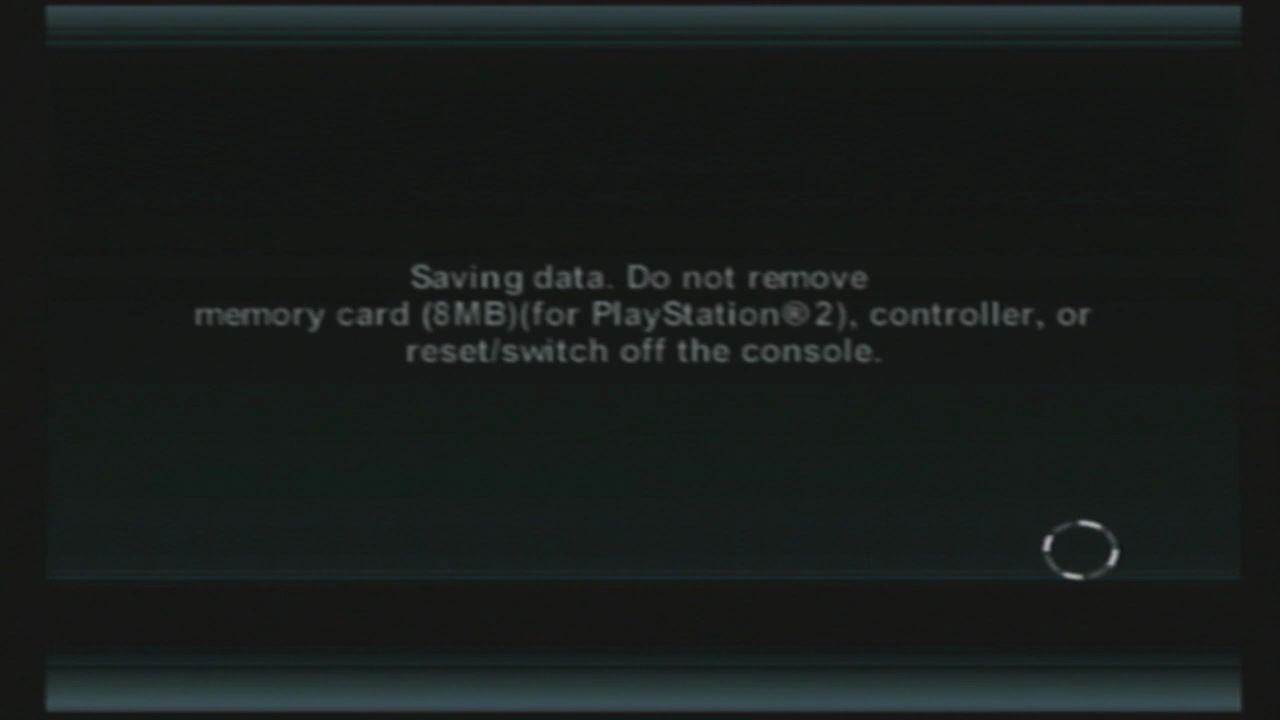 Saving data. Do not remove
memory card (8MB)(for PlayStation®2), controller, or
reset/switch off the console.